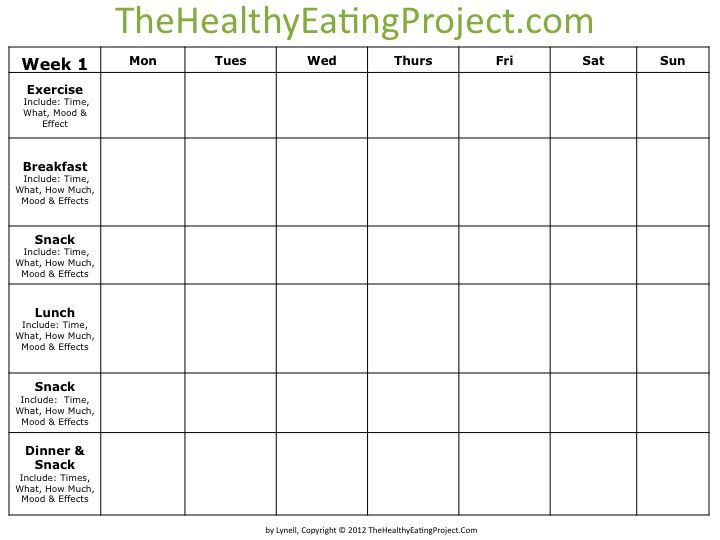 TheHealthyEatingProject.com
Week 1 Mon Tues Wed Thurs Fri Sat Sun
Exercise
Include: Time,
What, Mood &
Effect
Breakfast
Include: Time,
What, How Much,
Mood & Effects
Snack
Include: Time,
What, How Much,
Mood & Effects
Lunch
Include: Time,
What, How Much,
Mood & Effects
Snack
Include:  Time,
What, How Much,
Mood & Effects
Dinner &
Snack
Include: Times,
What, How Much,
Mood & Effects
by Lynell, Copyright © 2012 TheHealthyEatingProject.Com